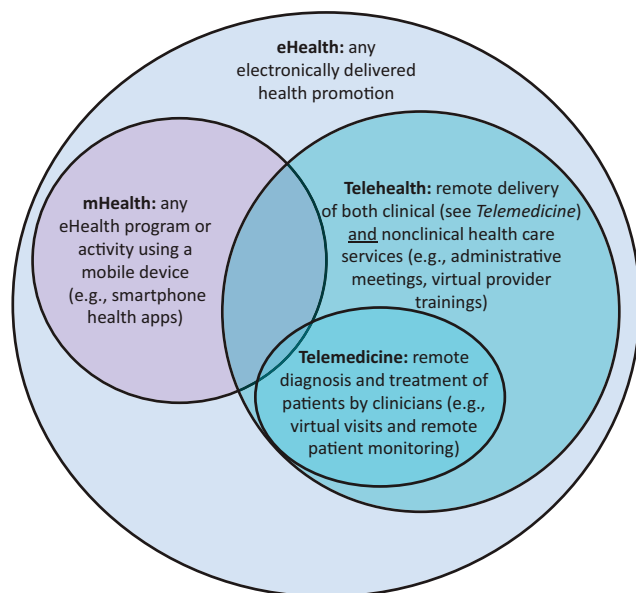 eHealth: any
electronically delivered
health promotion
mHealth: any
eHealth program or
activity using a
mobile device
(e.g., smartphone
health apps)
Telehealth: remote delivery
of both clinical (see Telemedicine)
and nonclinical health care
services (e.g., administrative
meetings, virtual provider
trainings)
Telemedicine: remote
diagnosis and treatment of
patients by clinicians (e.g.,
virtual visits and remote
patient monitoring)